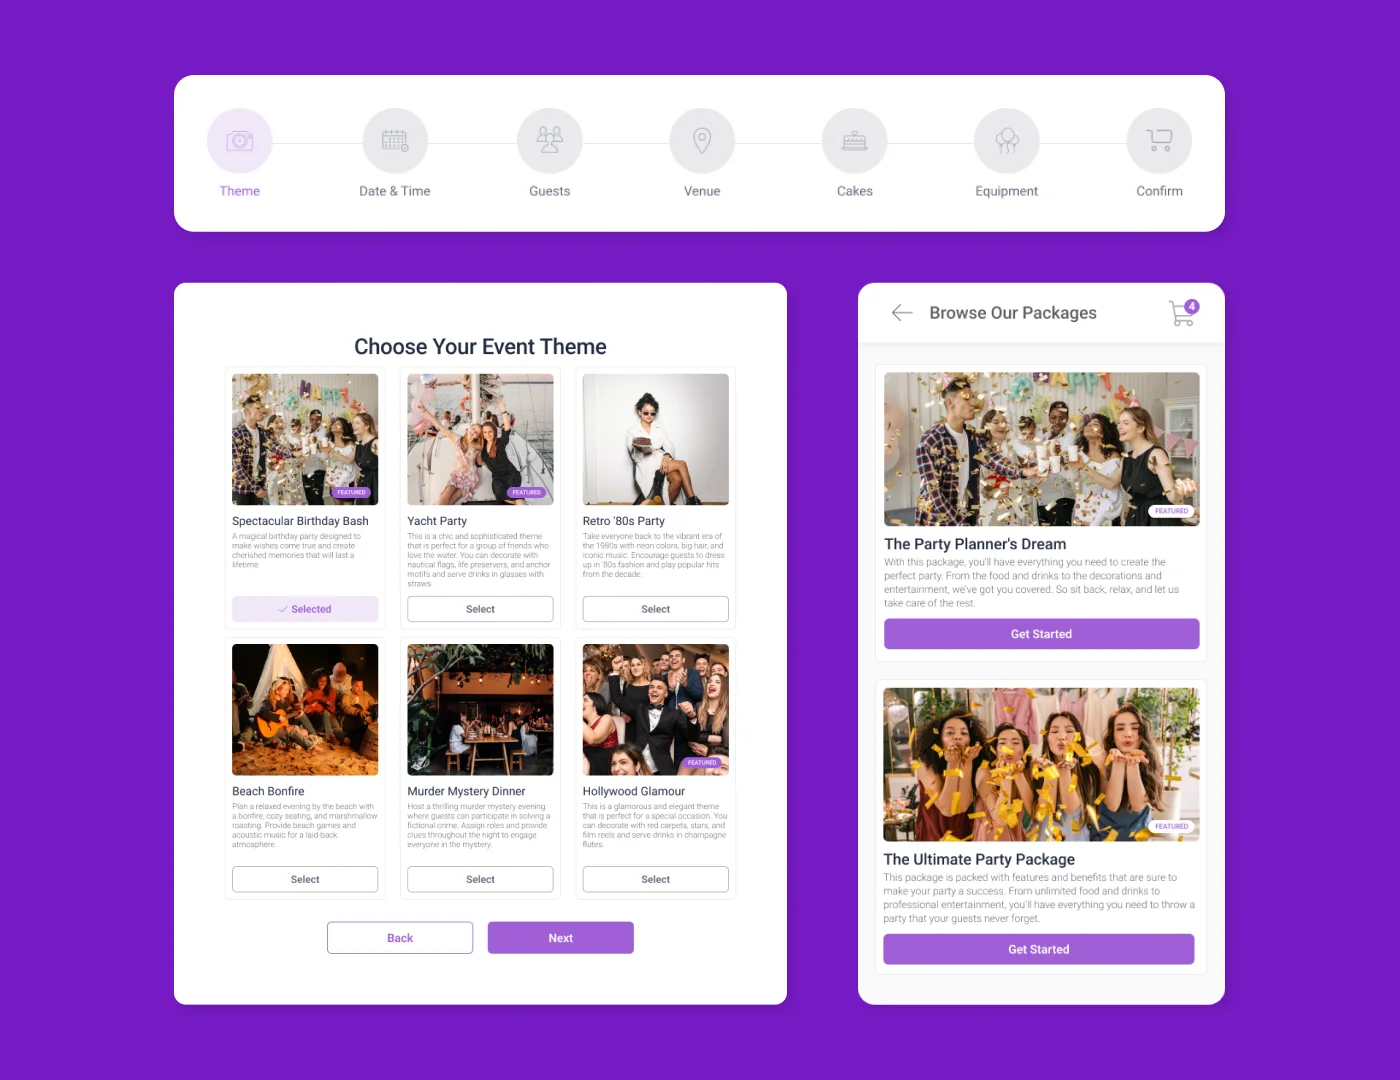 Theme
Date & Time
Guests
Venue
Cakes
Equipment
Confirm
Choose Your Event Theme
HAPPY
FEATURED
Spectacular Birthday Bash
A magical birthday party designed to
make wishes come true and create
cherished memories that will last a
lifetime.
Selected
FEATURED
Yacht Party
This is a chic and sophisticated theme
that is perfect for a group of friends who
love the water. You can decorate with
nautical flags, life preservers, and anchor
motifs and serve drinks in glasses with
straws.
Select
Retro '80s Party
Take everyone back to the vibrant era of
the 1980s with neon colors, big hair, and
iconic music. Encourage guests to dress
up in '80s fashion and play popular hits
from the decade.
Select
Beach Bonfire
Plan a relaxed evening by the beach with
a bonfire, cozy seating, and marshmallow
roasting. Provide beach games and
acoustic music for a laid-back
atmosphere.
Select
Murder Mystery Dinner
Host a thrilling murder mystery evening
where guests can participate in solving a
fictional crime. Assign roles and provide
clues throughout the night to engage
everyone in the mystery.
Select
FEATURED
Hollywood Glamour
This is a glamorous and elegant theme
that is perfect for a special occasion. You
can decorate with red carpets, stars, and
film reels and serve drinks in champagne
flutes.
Select
Back
Next
Browse Our Packages
4
HAPPY
FEATURED
The Party Planner's Dream
With this package, you'll have everything you need to create the
perfect party. From the food and drinks to the decorations and
entertainment, we've got you covered. So sit back, relax, and let us
take care of the rest.
Get Started
FEATURED
The Ultimate Party Package
This package is packed with features and benefits that are sure to
make your party a success. From unlimited food and drinks to
professional entertainment, you'll have everything you need to throw a
party that your guests never forget.
Get Started